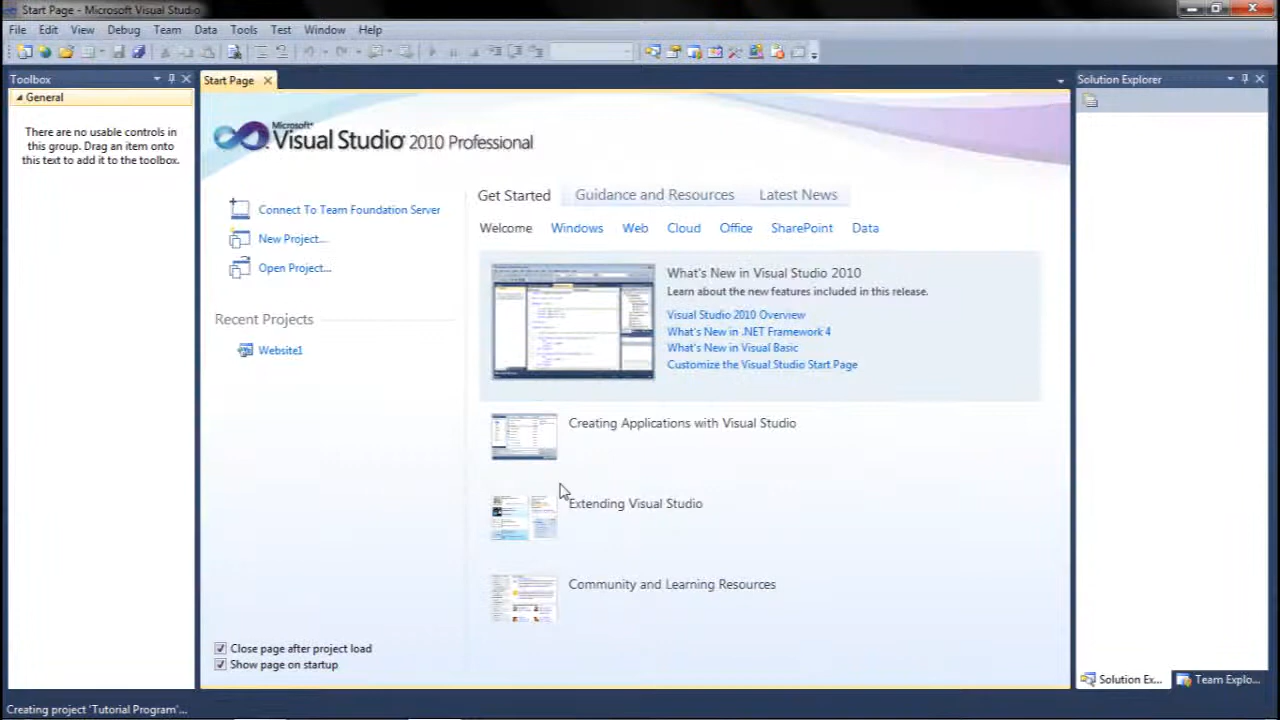 Start Page - Microsoft Visual Studio
File Edit View Debug Team Tools Data Test Window Help
Toolbox
General
There are no usable controls in
this group. Drag an item onto
this text to add it to the toolbox.
Start Page
Microsoft
Visual Studio 2010 Professional
Connect To Team Foundation Server
New Project...
Open Project...
Recent Projects
Website1
Close page after project load
Show page on startup
Get Started Guidance and Resources Latest News
Welcome Windows Web Cloud Office SharePoint Data
What's New in Visual Studio 2010
Learn about the new features included in this release.
Visual Studio 2010 Overview
What's New in .NET Framework 4
What's New in Visual Basic
Customize the Visual Studio Start Page
Creating Applications with Visual Studio
Extending Visual Studio
Community and Learning Resources
Solution Explorer
Solution Ex... Team Explo...
Creating project 'Tutorial Program'...